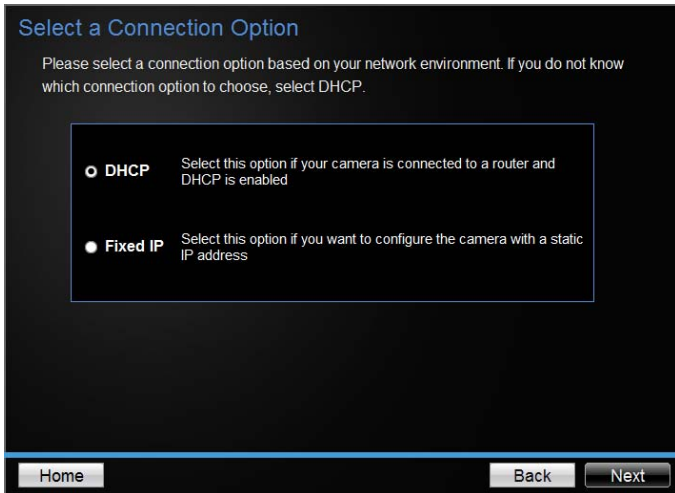 Select a Connection Option
Please select a connection option based on your network environment. If you do not know
which connection option to choose, select DHCP.
DHCP
Select this option if your camera is connected to a router and
DHCP is enabled
Fixed IP
Select this option if you want to configure the camera with a static
IP address
Home
Back
Next